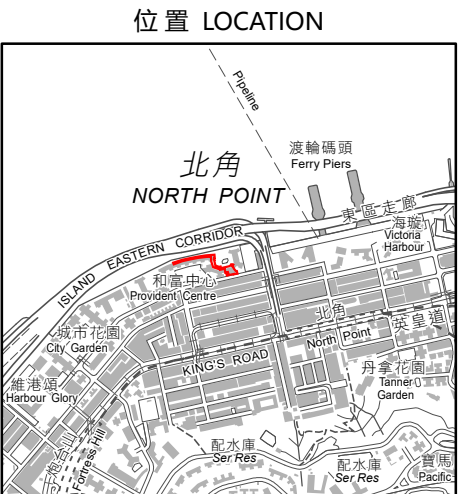 位置 LOCATION
Pipeline
渡輪碼頭
Ferry Piers
北角
NORTH POINT
東區走廊
海璇
Victoria
Harbour
ISLAND EASTERN CORRIDOR
和富中心
Provident Centre
城市花園
City Garden
北角
North Point
英皇道
KING'S ROAD
維港頌
Harbour Glory
丹拿花園
Tanner
Garden
炮台山
Fortress Hill
配水庫
Ser Res
配水庫
Ser Res
寶馬
Pacific